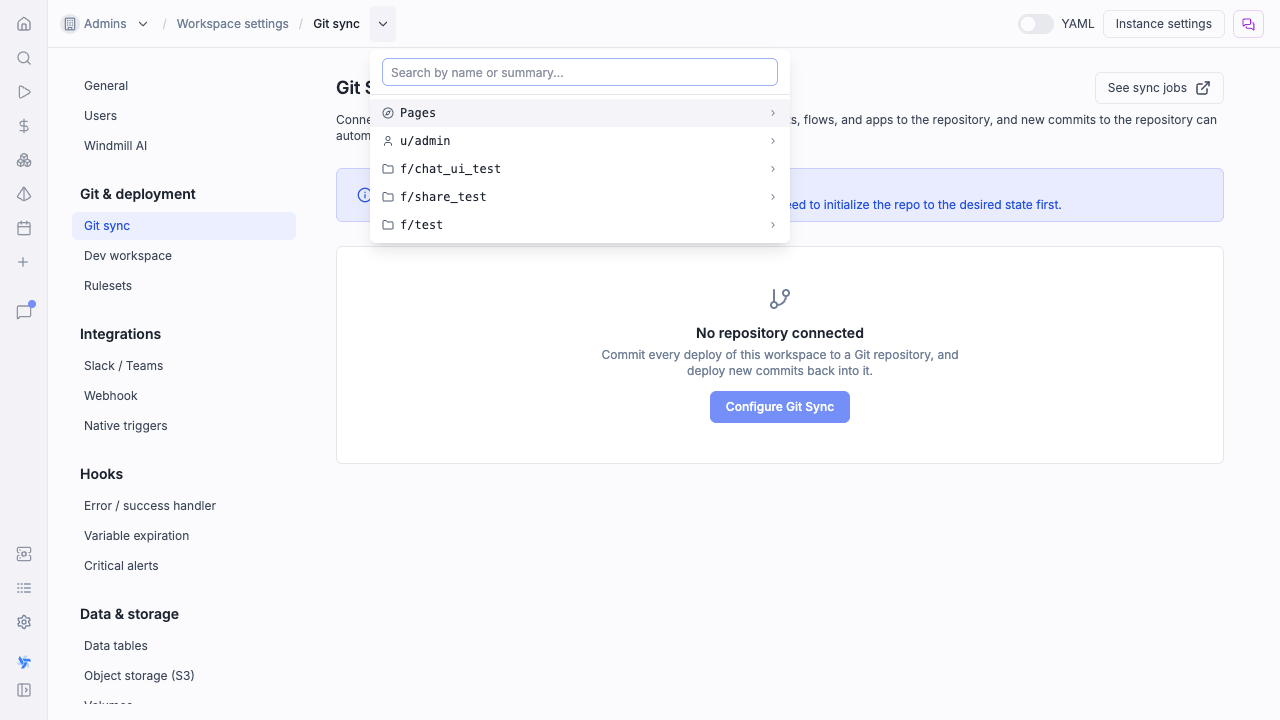 Admins / Workspace settings / Git sync
YAML
Instance settings
Search by name or summary...
Pages
u/admin
f/chat_ui_test
f/share_test
f/test
General
Users
Windmill AI
Git & deployment
Git sync
Dev workspace
Rulesets
Integrations
Slack / Teams
Webhook
Native triggers
Hooks
Error / success handler
Variable expiration
Critical alerts
Data & storage
Data tables
Object storage (S3)
Volumes
Git
See sync jobs
flows, and apps to the repository, and new commits to the repository can
to initialize the repo to the desired state first.
No repository connected
Commit every deploy of this workspace to a Git repository, and
deploy new commits back into it.
Configure Git Sync